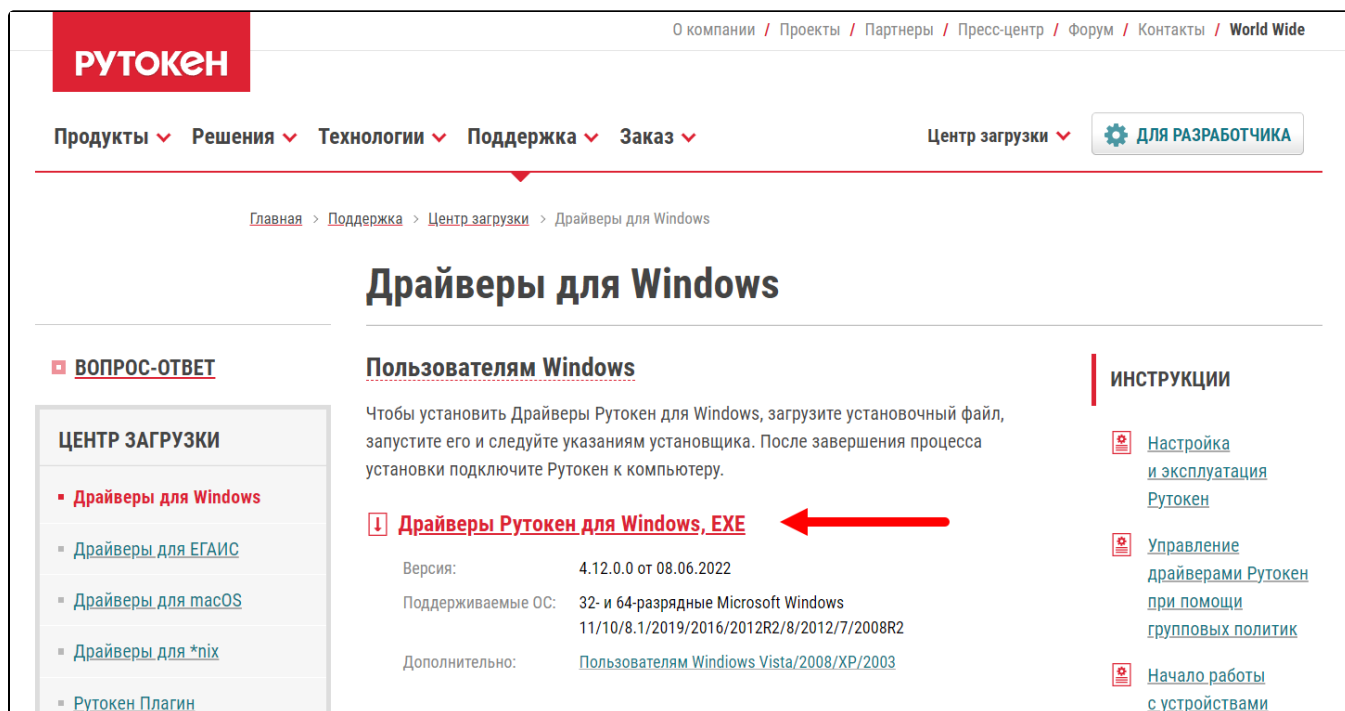 О компании / Проекты / Партнеры / Пресс-центр / Форум / Контакты / World Wide
РУТОКЕН
Продукты Решения Технологии Поддержка Заказ Центр загрузки ДЛЯ РАЗРАБОТЧИКА
Главная > Поддержка > Центр загрузки > Драйверы для Windows
Драйверы для Windows
ВОПРОС-ОТВЕТ
ЦЕНТР ЗАГРУЗКИ
Драйверы для Windows
Драйверы для ЕГАИС
Драйверы для macOS
Драйверы для *nix
Рутокен Плагин
Пользователям Windows
Чтобы установить Драйверы Рутокен для Windows, загрузите установочный файл,
запустите его и следуйте указаниям установщика. После завершения процесса
установки подключите Рутокен к компьютеру.
Драйверы Рутокен для Windows, EXE
Версия: 4.12.0.0 от 08.06.2022
Поддерживаемые ОС: 32- и 64-разрядные Microsoft Windows
11/10/8.1/2019/2016/2012R2/8/2012/7/2008R2
Дополнительно: Пользователям Windiows Vista/2008/XP/2003
ИНСТРУКЦИИ
Настройка
и эксплуатация
Рутокен
Управление
драйверами Рутокен
при помощи
групповых политик
Начало работы
с устройствами